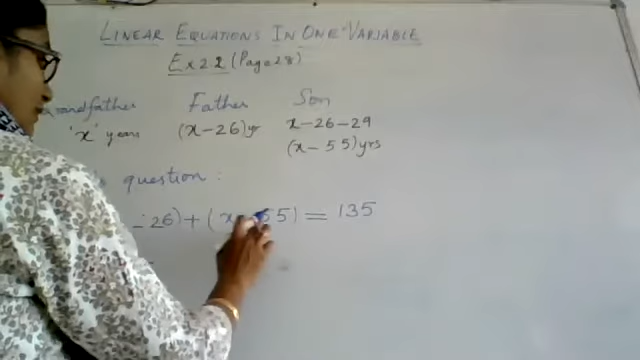 LINEAR EQUATIONS IN ONE VARIABLE
Ex 2.2 (Page 28)
Grandfather Father Son
'x' years (x-26)yr x-26-29
(x-55)yrs
question :
-26) + (x-55) = 135